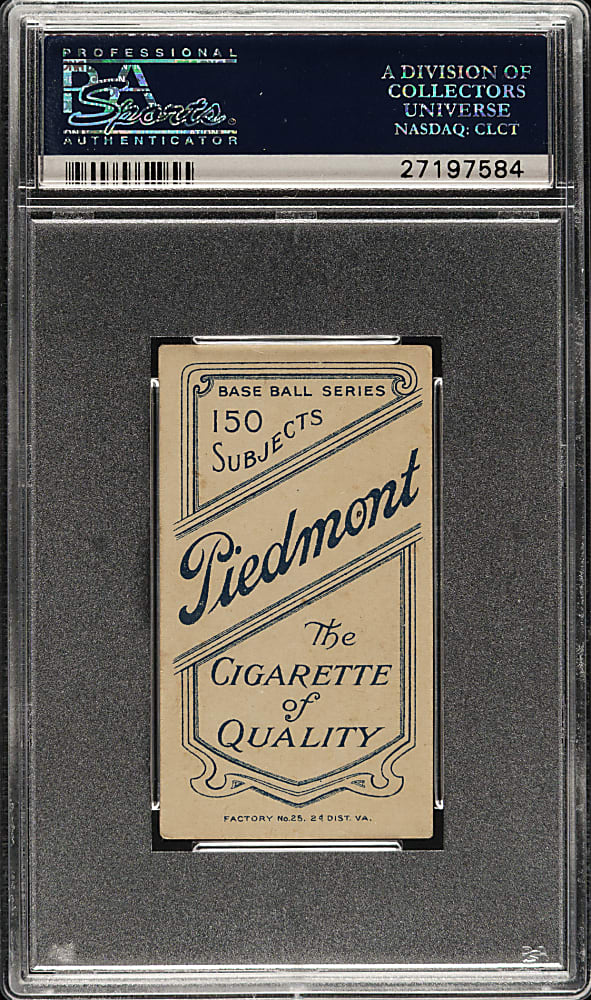 PROFESSIONAL
PSA
Sports
AUTHENTICATOR
A DIVISION OF
COLLECTORS
UNIVERSE
NASDAQ: CLCT
27197584
BASE BALL SERIES
150
SUBJECTS
Piedmont
The
CIGARETTE
of
QUALITY
FACTORY No.25. 2d DIST. VA.